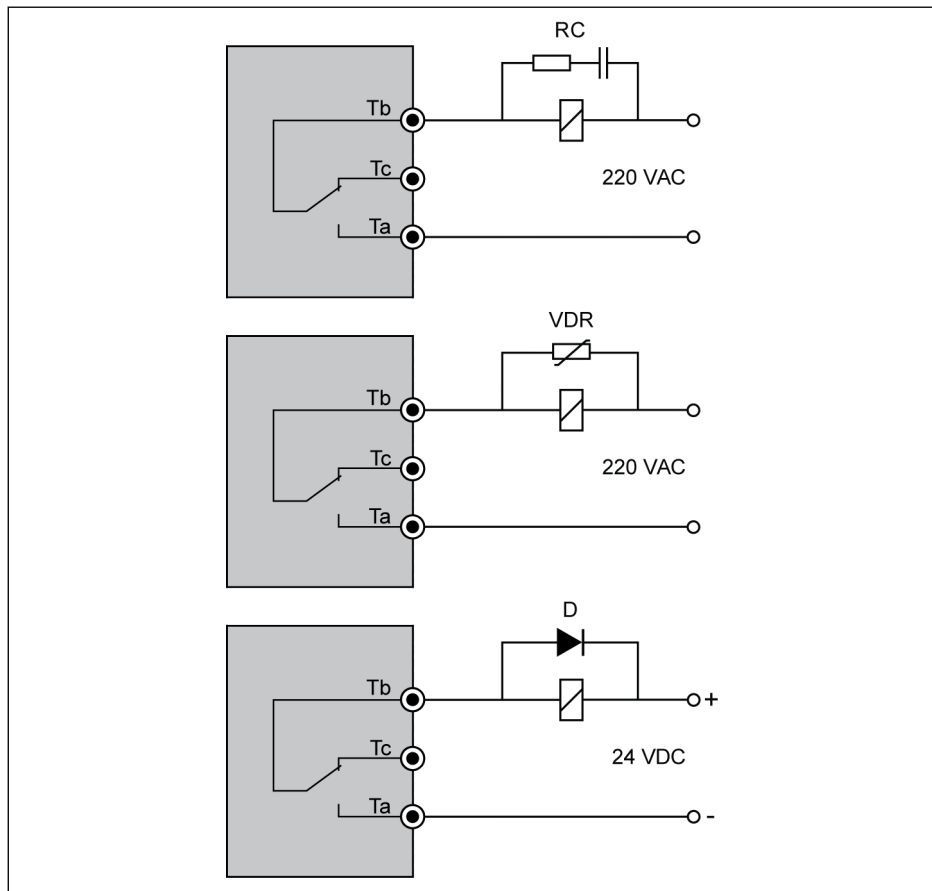 RC
Tb
Tc
220 VAC
Ta
VDR
Tb
Tc
220 VAC
Ta
D
Tb
+
Tc
24 VDC
Ta
-